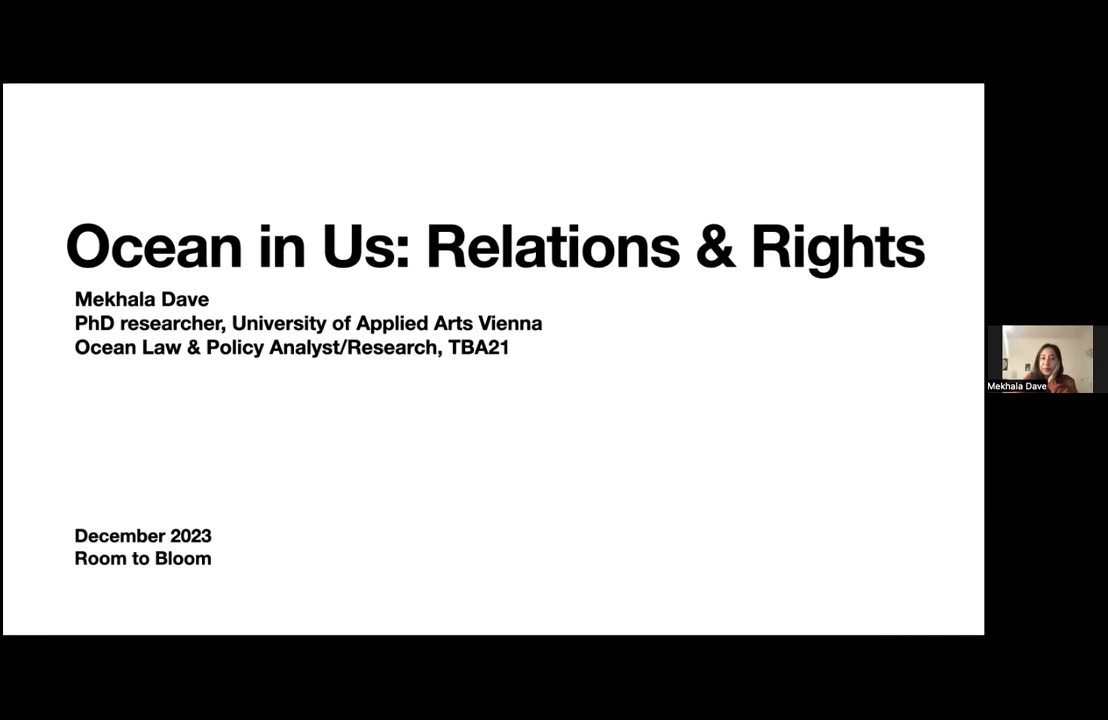 Ocean in Us: Relations & Rights
Mekhala Dave
PhD researcher, University of Applied Arts Vienna
Ocean Law & Policy Analyst/Research, TBA21
Mekhala Dave
December 2023
Room to Bloom